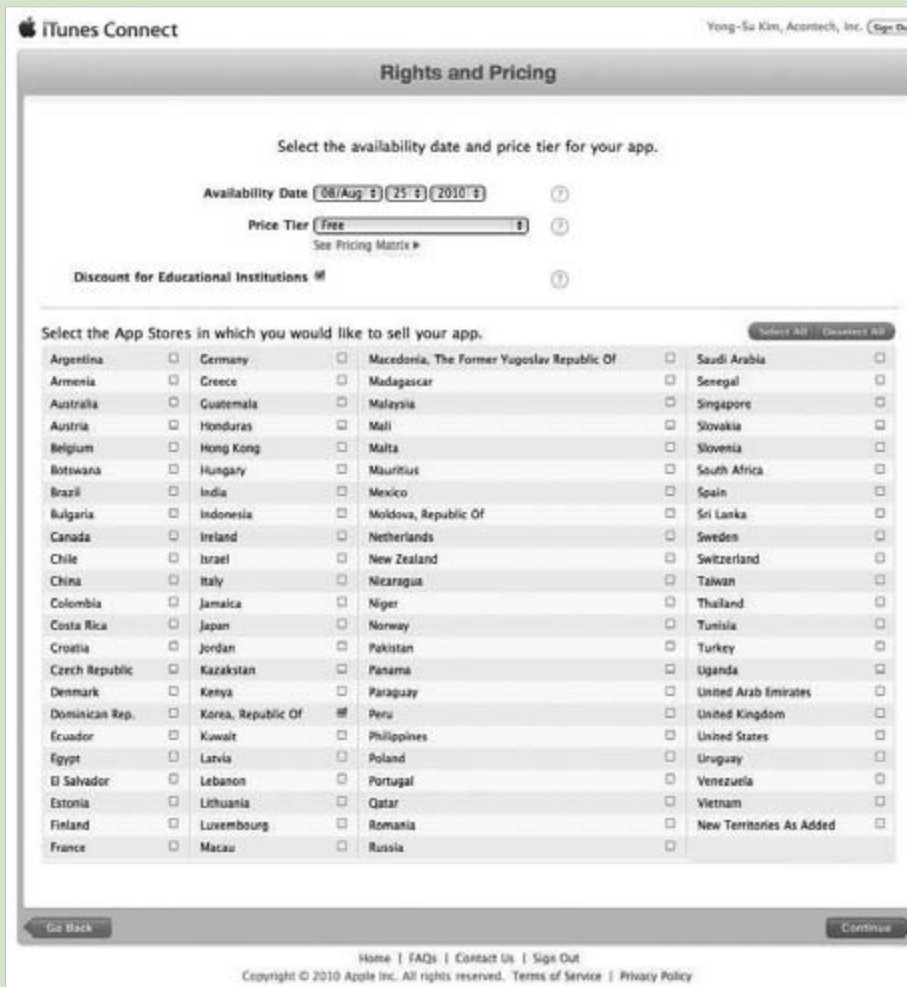 iTunes Connect
Yong-Su Kim, Acontech, Inc. Sign Ou
Rights and Pricing
Select the availability date and price tier for your app.
Availability Date 08/Aug 25 2010 ?
Price Tier Free ?
See Pricing Matrix
Discount for Educational Institutions ?
Select the App Stores in which you would like to sell your app.
Select All Deselect All
Argentina Germany Macedonia, The Former Yugoslav Republic Of Saudi Arabia
Armenia Greece Madagascar Senegal
Australia Guatemala Malaysia Singapore
Austria Honduras Mali Slovakia
Belgium Hong Kong Malta Slovenia
Botswana Hungary Mauritius South Africa
Brazil India Mexico Spain
Bulgaria Indonesia Moldova, Republic Of Sri Lanka
Canada Ireland Netherlands Sweden
Chile Israel New Zealand Switzerland
China Italy Nicaragua Taiwan
Colombia Jamaica Niger Thailand
Costa Rica Japan Norway Tunisia
Croatia Jordan Pakistan Turkey
Czech Republic Kazakstan Panama Uganda
Denmark Kenya Paraguay United Arab Emirates
Dominican Rep. Korea, Republic Of Peru United Kingdom
Ecuador Kuwait Philippines United States
Egypt Latvia Poland Uruguay
El Salvador Lebanon Portugal Venezuela
Estonia Lithuania Qatar Vietnam
Finland Luxembourg Romania New Territories As Added
France Macau Russia
Go Back Continue
Home | FAQs | Contact Us | Sign Out
Copyright © 2010 Apple Inc. All rights reserved. Terms of Service | Privacy Policy